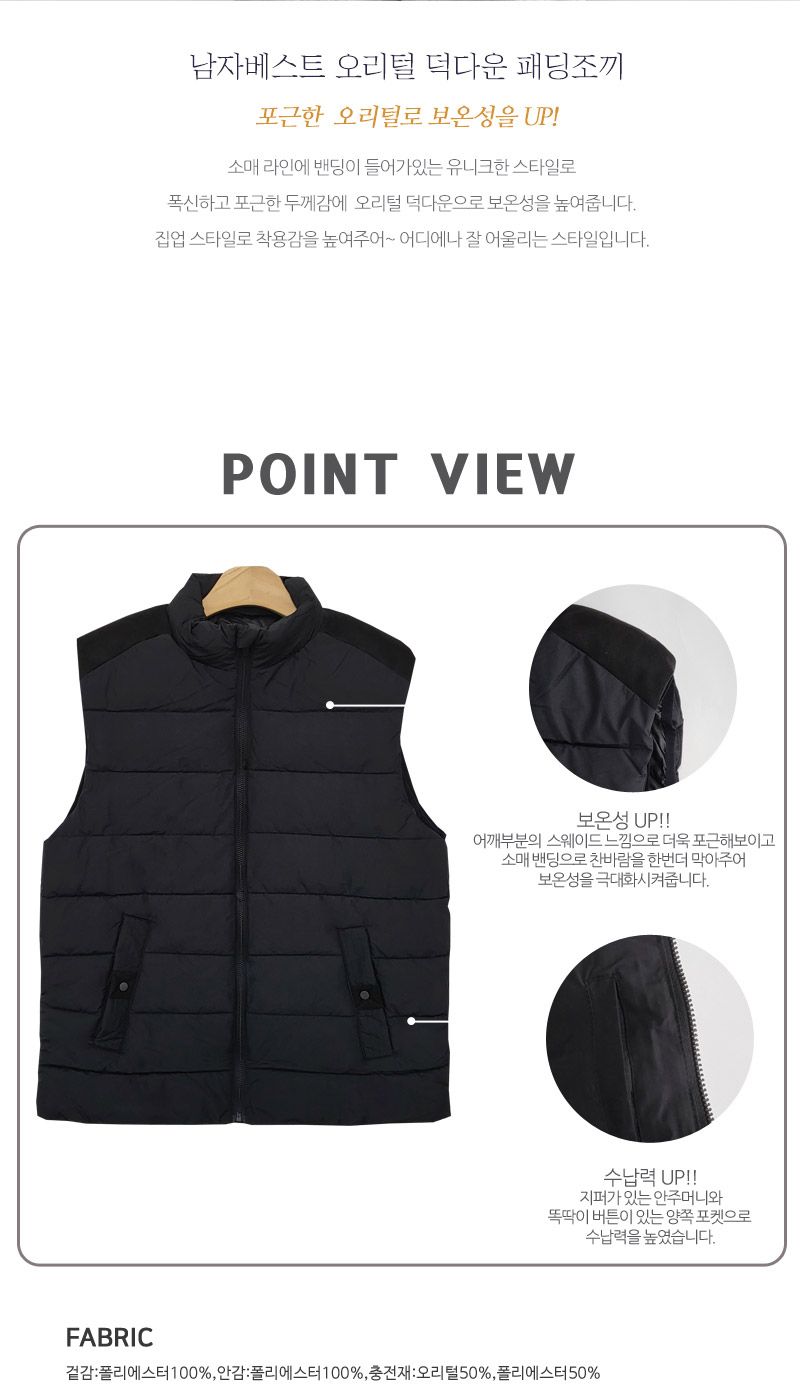 남자베스트 오리털 덕다운 패딩조끼
포근한 오리털로 보온성을 UP!
소매 라인에 밴딩이 들어가있는 유니크한 스타일로
폭신하고 포근한 두께감에 오리털 덕다운으로 보온성을 높여줍니다.
집업 스타일로 착용감을 높여주어~ 어디에나 잘 어울리는 스타일입니다.
POINT VIEW
보온성 UP!!
어깨부분의 스웨이드 느낌으로 더욱 포근해보이고
소매 밴딩으로 찬바람을 한번더 막아주어
보온성을 극대화시켜줍니다.
수납력 UP!!
지퍼가 있는 안주머니와
똑딱이 버튼이 있는 양쪽 포켓으로
수납력을 높였습니다.
FABRIC
겉감:폴리에스터100%,안감:폴리에스터100%,충전재:오리털50%,폴리에스터50%